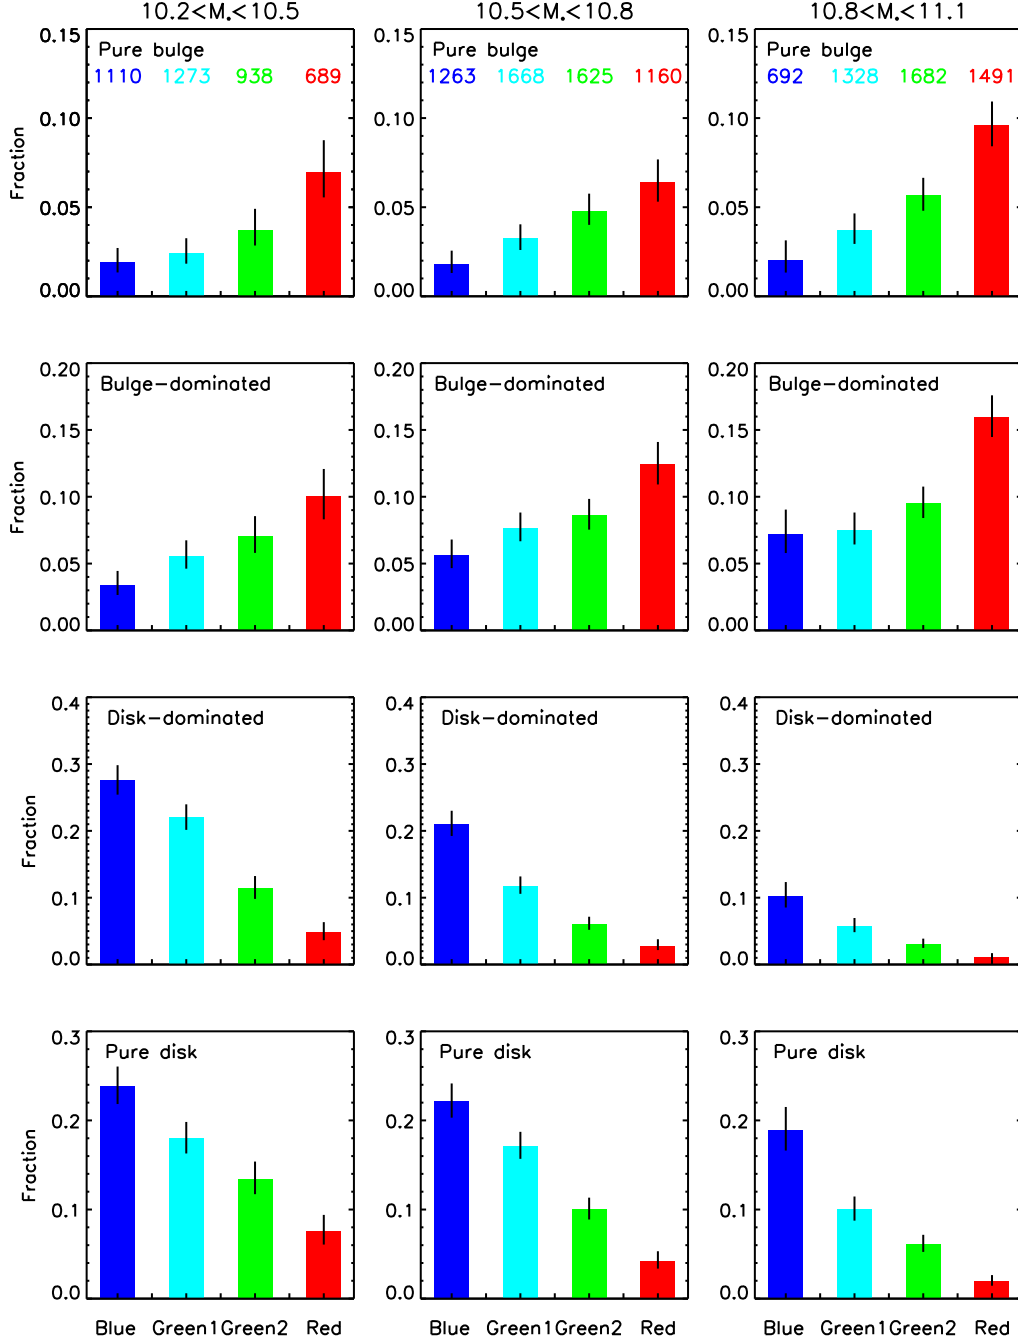 10.2<M*<10.5 10.5<M*<10.8 10.8<M*<11.1
0.15 0.15 0.15
Pure bulge Pure bulge Pure bulge
1110 1273 938 689 1263 1668 1625 1160 692 1328 1682 1491
0.10 0.10 0.10
Fraction
0.05 0.05 0.05
0.00 0.00 0.00
0.20 0.20 0.20
Bulge-dominated Bulge-dominated Bulge-dominated
0.15 0.15 0.15
Fraction
0.10 0.10 0.10
0.05 0.05 0.05
0.00 0.00 0.00
0.4 0.4 0.4
Disk-dominated Disk-dominated Disk-dominated
0.3 0.3 0.3
Fraction
0.2 0.2 0.2
0.1 0.1 0.1
0.0 0.0 0.0
0.3 0.3 0.3
Pure disk Pure disk Pure disk
0.2 0.2 0.2
Fraction
0.1 0.1 0.1
0.0 0.0 0.0
Blue Green1 Green2 Red Blue Green1 Green2 Red Blue Green1 Green2 Red